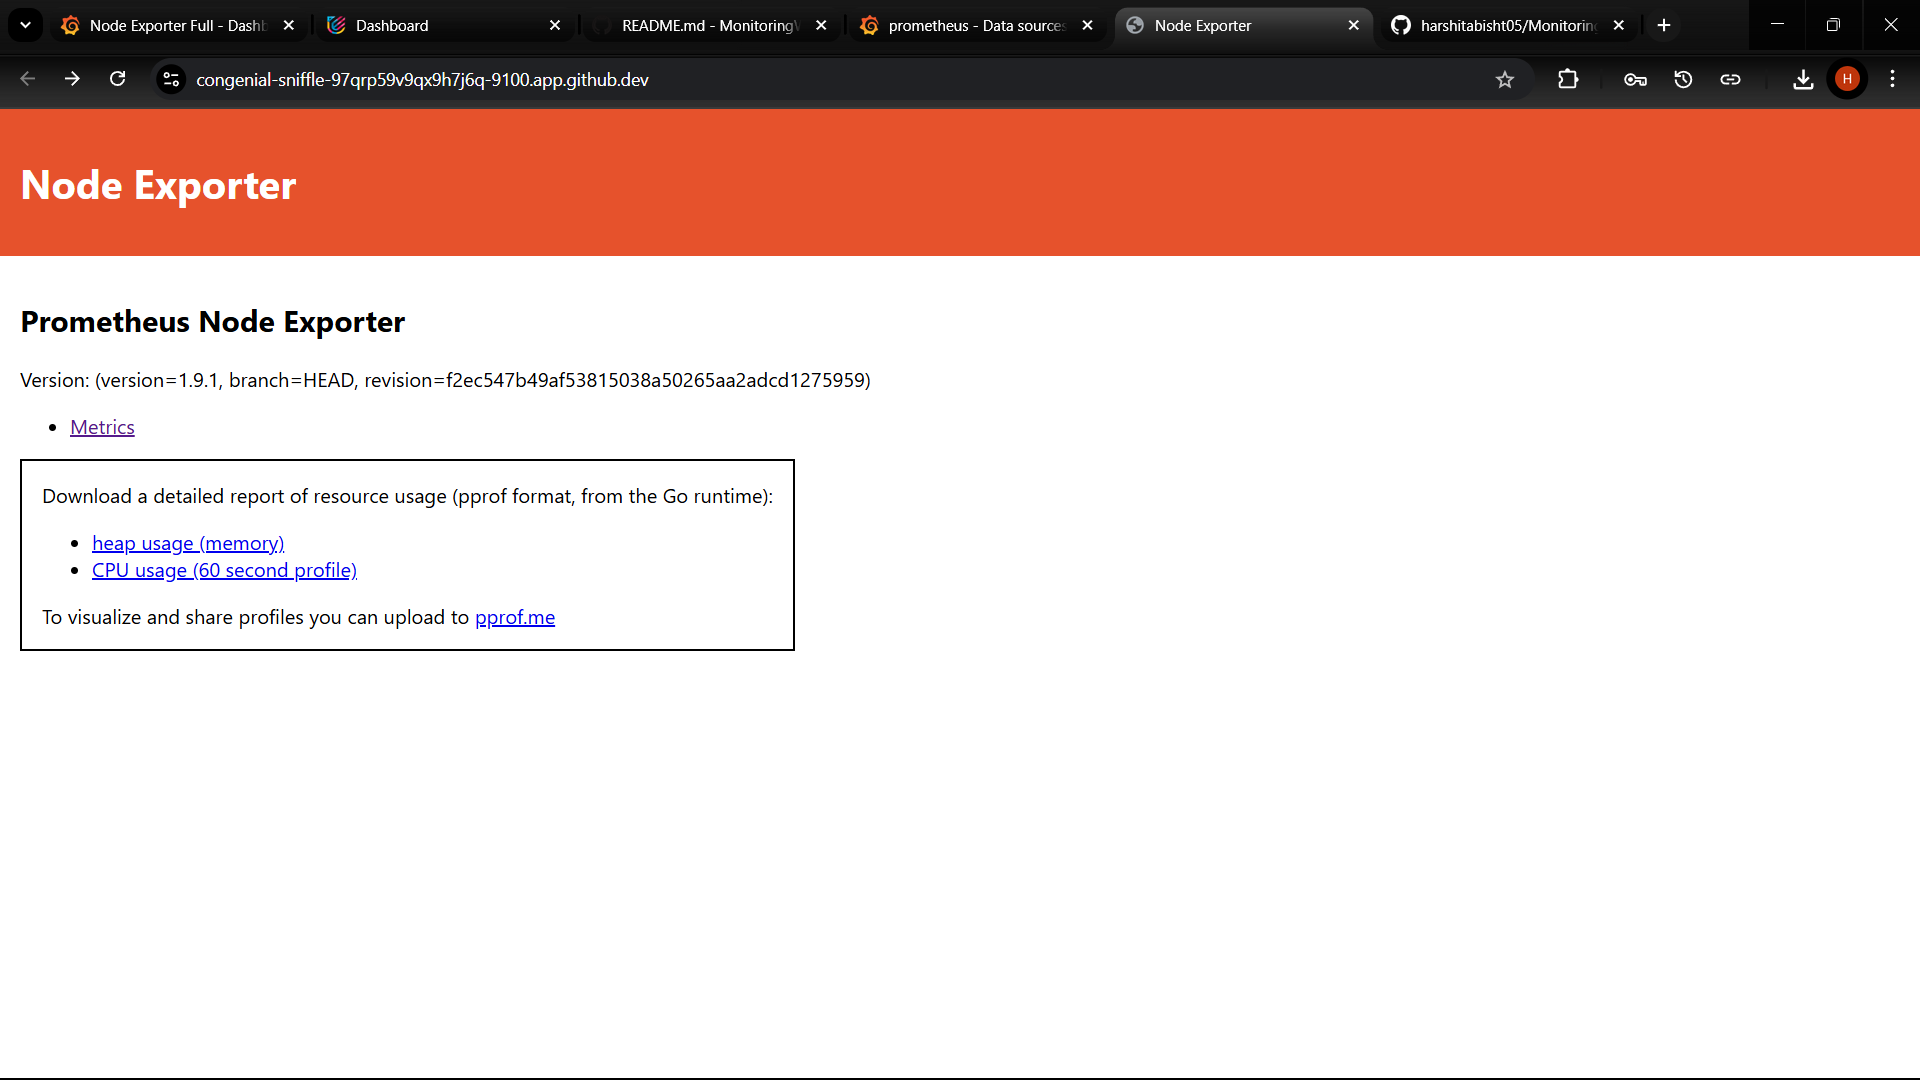 Node Exporter Full - Dashb
Dashboard
README.md - Monitoring
prometheus - Data sources
Node Exporter
harshitabisht05/Monitoring
congenial-sniffle-97qrp59v9qx9h7j6q-9100.app.github.dev
H
Node Exporter
Prometheus Node Exporter
Version: (version=1.9.1, branch=HEAD, revision=f2ec547b49af53815038a50265aa2adcd1275959)
• Metrics
Download a detailed report of resource usage (pprof format, from the Go runtime):
• heap usage (memory)
• CPU usage (60 second profile)
To visualize and share profiles you can upload to pprof.me